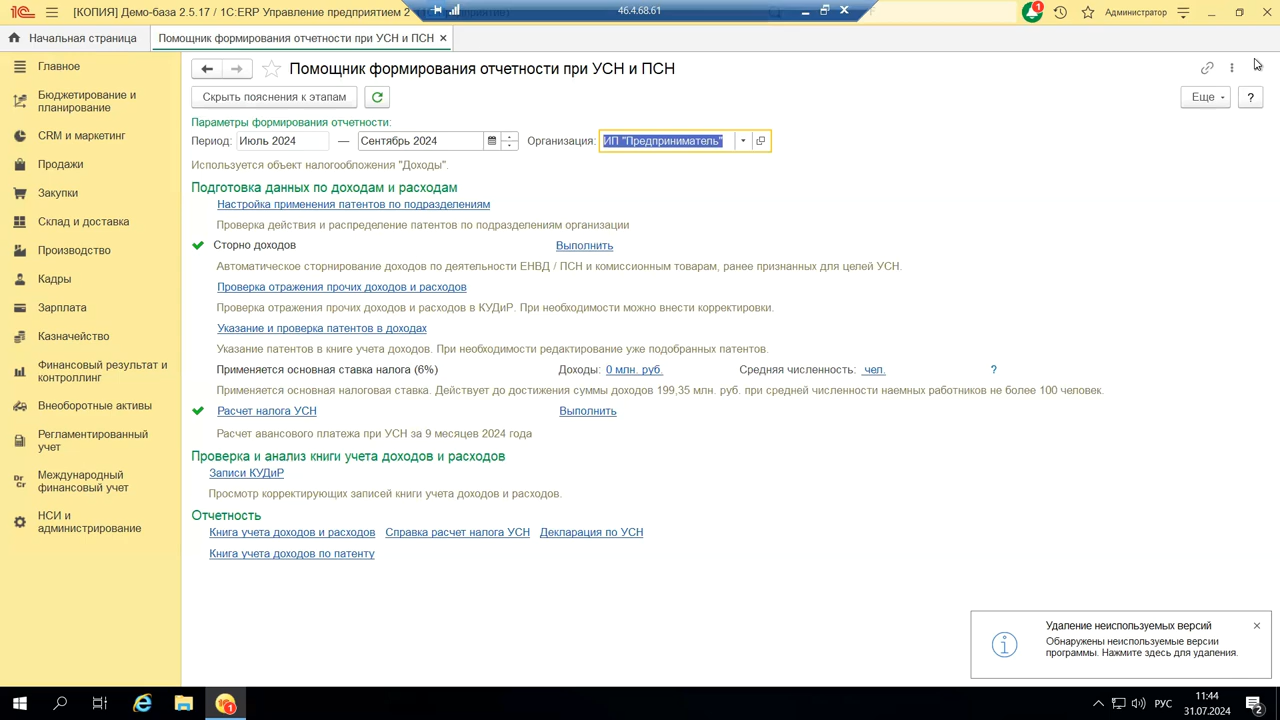 [КОПИЯ] Демо-база 2.5.17 / 1С:ERP Управление предприятием 2
46.4.68.61
1
Администратор
Начальная страница
Помощник формирования отчетности при УСН и ПСН
Главное
Бюджетирование и
планирование
CRM и маркетинг
Продажи
Закупки
Склад и доставка
Производство
Кадры
Зарплата
Казначейство
Финансовый результат и
контроллинг
Внеоборотные активы
Регламентированный
учет
Международный
финансовый учет
НСИ и
администрирование
Помощник формирования отчетности при УСН и ПСН
Скрыть пояснения к этапам
Еще
?
Параметры формирования отчетности:
Период: Июль 2024 — Сентябрь 2024 Организация: ИП "Предприниматель"
Используется объект налогообложения "Доходы".
Подготовка данных по доходам и расходам
Настройка применения патентов по подразделениям
Проверка действия и распределение патентов по подразделениям организации
Сторно доходов Выполнить
Автоматическое сторнирование доходов по деятельности ЕНВД / ПСН и комиссионным товарам, ранее признанных для целей УСН.
Проверка отражения прочих доходов и расходов
Проверка отражения прочих доходов и расходов в КУДиР. При необходимости можно внести корректировки.
Указание и проверка патентов в доходах
Указание патентов в книге учета доходов. При необходимости редактирование уже подобранных патентов.
Применяется основная ставка налога (6%) Доходы: 0 млн. руб. Средняя численность: чел. ?
Применяется основная налоговая ставка. Действует до достижения суммы доходов 199,35 млн. руб. при средней численности наемных работников не более 100 человек.
Расчет налога УСН Выполнить
Расчет авансового платежа при УСН за 9 месяцев 2024 года
Проверка и анализ книги учета доходов и расходов
Записи КУДиР
Просмотр корректирующих записей книги учета доходов и расходов.
Отчетность
Книга учета доходов и расходов Справка расчет налога УСН Декларация по УСН
Книга учета доходов по патенту
Удаление неиспользуемых версий
Обнаружены неиспользуемые версии
программы. Нажмите здесь для удаления.
1
РУС
11:44
31.07.2024
2